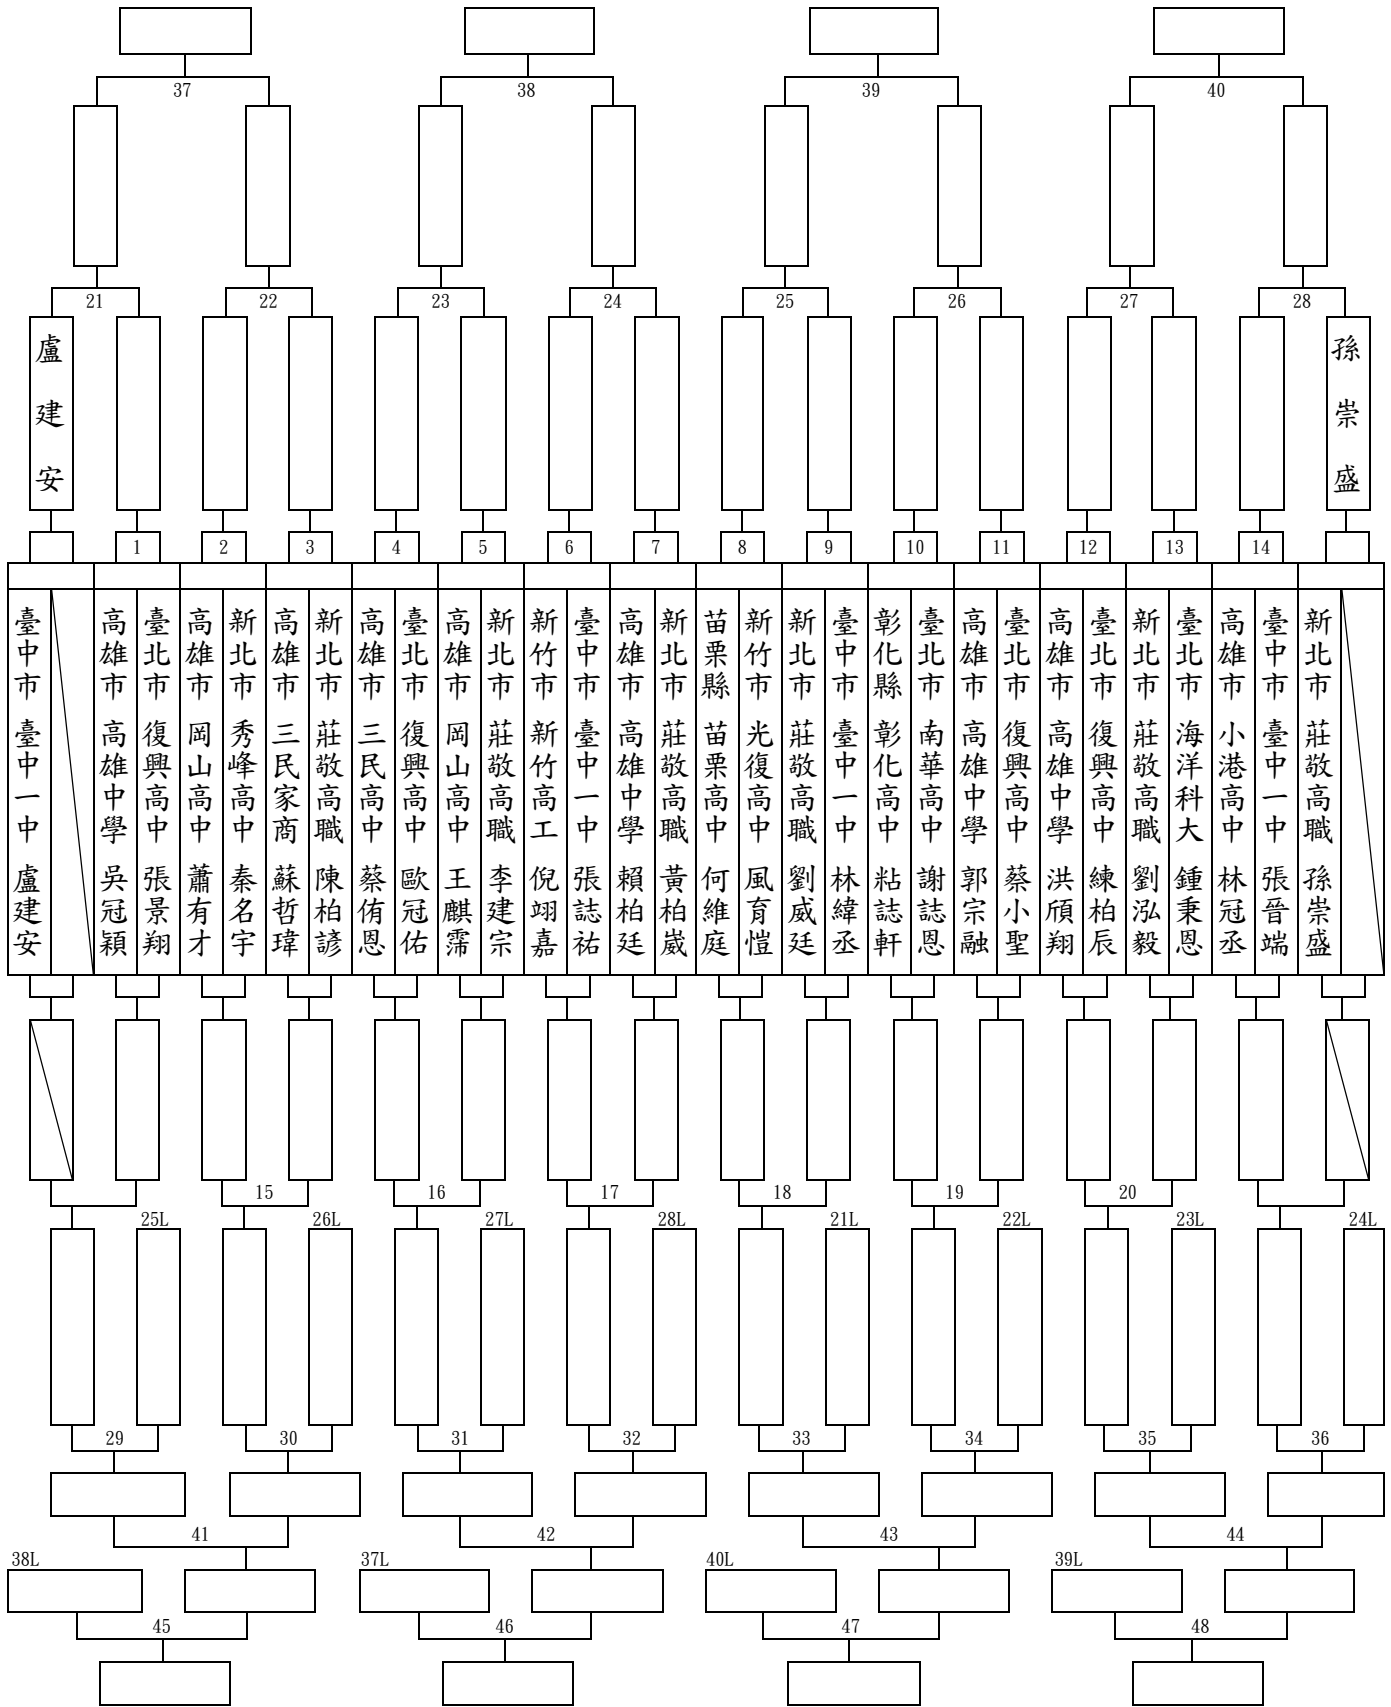 37
38
39
40
21
22
23
24
25
26
27
28
盧建安
孫崇盛
1
2
3
4
5
6
7
8
9
10
11
12
13
14
臺中市 臺中一中 盧建安
高雄市 高雄中學 吳冠穎
臺北市 復興高中 張景翔
高雄市 岡山高中 蕭有才
新北市 秀峰高中 秦名宇
高雄市 三民家商 蘇哲瑋
新北市 莊敬高職 陳柏諺
高雄市 三民高中 蔡侑恩
臺北市 復興高中 歐冠佑
高雄市 岡山高中 王麒霈
新北市 莊敬高職 李建宗
新竹市 新竹高工 倪翊嘉
臺中市 臺中一中 張誌祐
高雄市 高雄中學 賴柏廷
新北市 莊敬高職 黃柏崴
苗栗縣 苗栗高中 何維庭
新竹市 光復高中 風育愷
新北市 莊敬高職 劉威廷
臺中市 臺中一中 林緯丞
彰化縣 彰化高中 粘誌軒
臺北市 南華高中 謝誌恩
高雄市 高雄中學 郭宗融
臺北市 復興高中 蔡小聖
高雄市 高雄中學 洪頎翔
臺北市 復興高中 練柏辰
新北市 莊敬高職 劉泓毅
臺北市 海洋科大 鍾秉恩
高雄市 小港高中 林冠丞
臺中市 臺中一中 張晉端
新北市 莊敬高職 孫崇盛
15
16
17
18
19
20
25L
26L
27L
28L
21L
22L
23L
24L
29
30
31
32
33
34
35
36
41
42
43
44
38L
37L
40L
39L
45
46
47
48